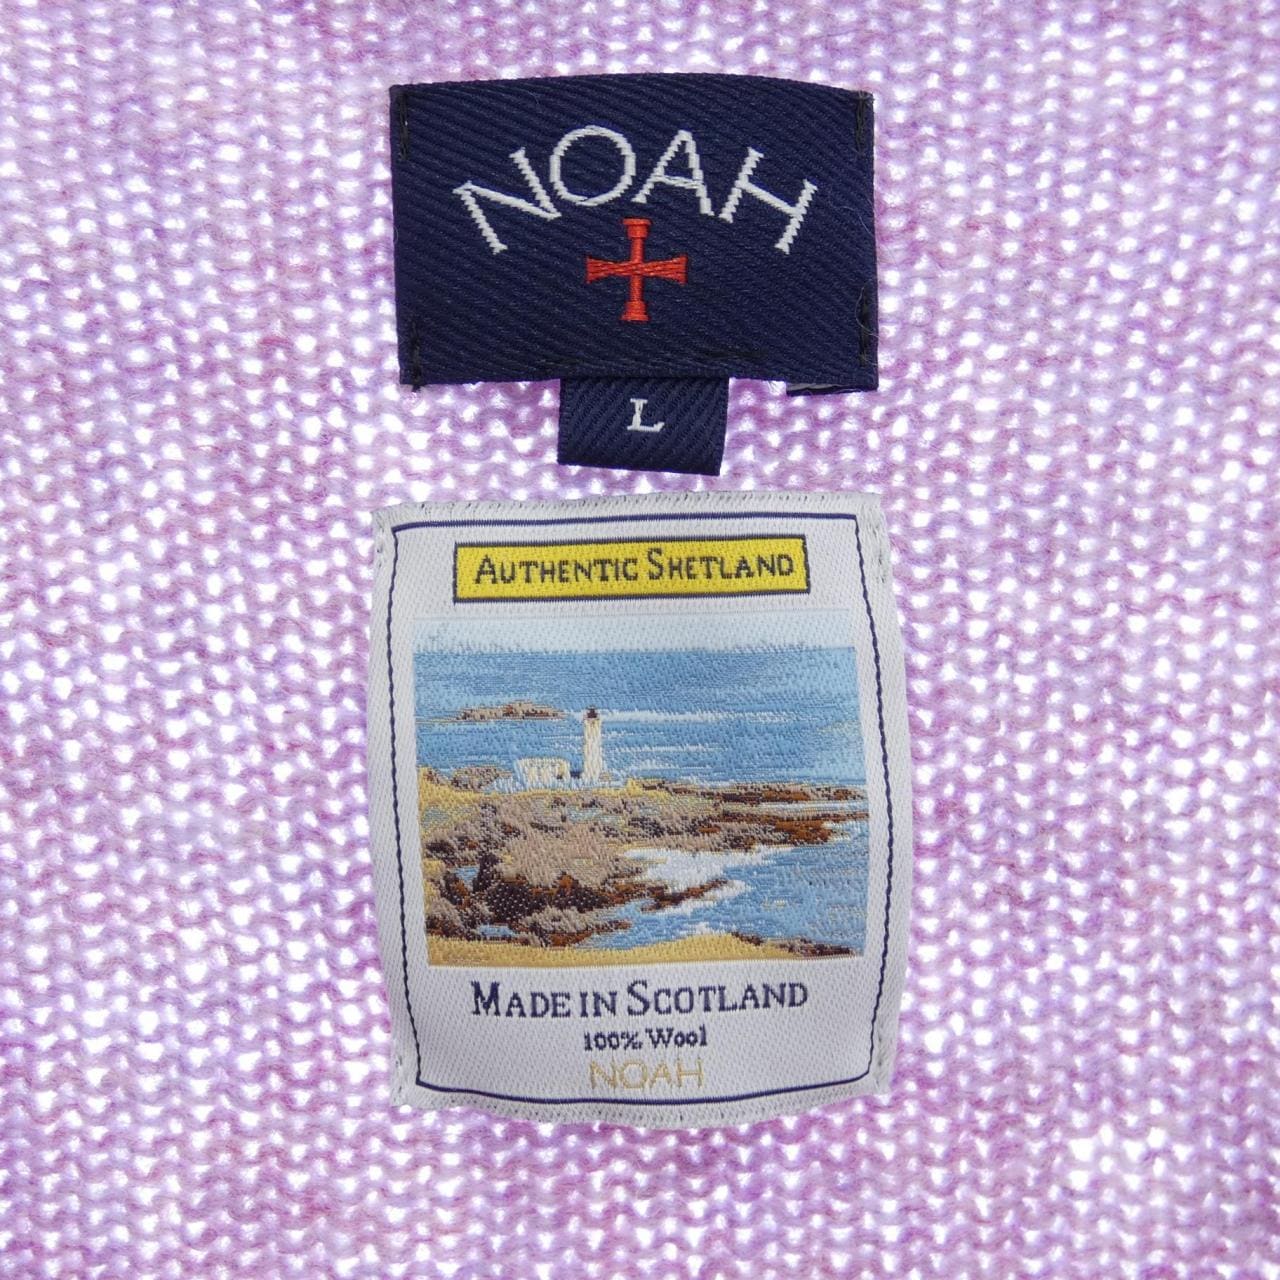 NOAH
L
AUTHENTIC SHETLAND
MADE IN SCOTLAND
100% Wool
NOAH